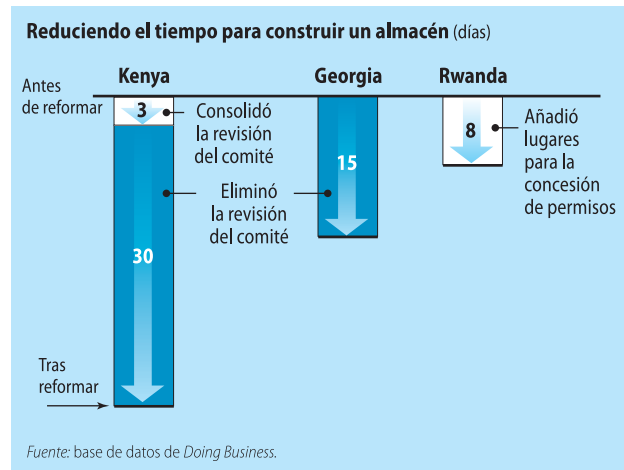 Reduciendo el tiempo para construir un almacén (días)
Kenya
Georgia
Rwanda
Antes
de reformar
3
Consolidó
la revisión
del comité
Eliminó
la revisión
del comité
30
15
8
Añadió
lugares
para la
concesión
de permisos
Tras
reformar
Fuente: base de datos de Doing Business.